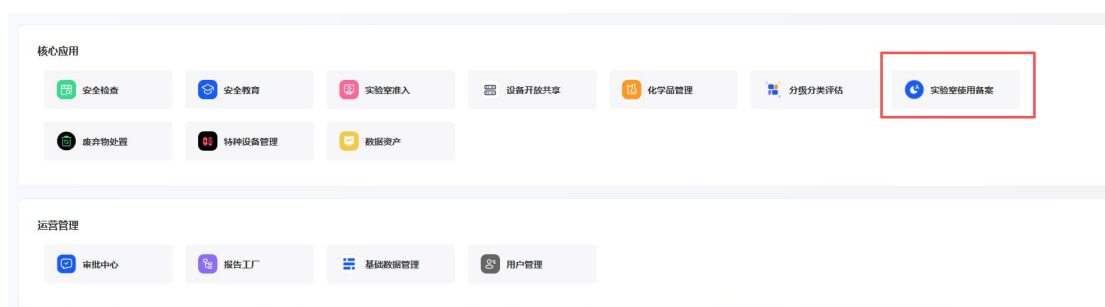 核心应用
安全检查 安全教育 实验室准入 设备开放共享 化学品管理 分级分类评估 实验室使用备案
废弃物处置 特种设备管理 数据资产
运营管理
审批中心 报告工厂 基础数据管理 用户管理